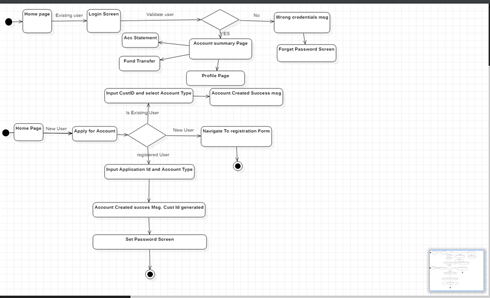 Home page
Existing user
Login Screen
Validate user
No
Wrong credentials msg
YES
Forget Password Screen
Acc Statement
Account summary Page
Fund Transfer
Profile Page
Input CustID and select Account Type
Account Created Success msg
is Existing User
Home Page
New User
Apply for Account
New User
Navigate To registration Form
registered User
Input Application Id and Account Type
Account Created succes Msg. Cust Id generated
Set Password Screen